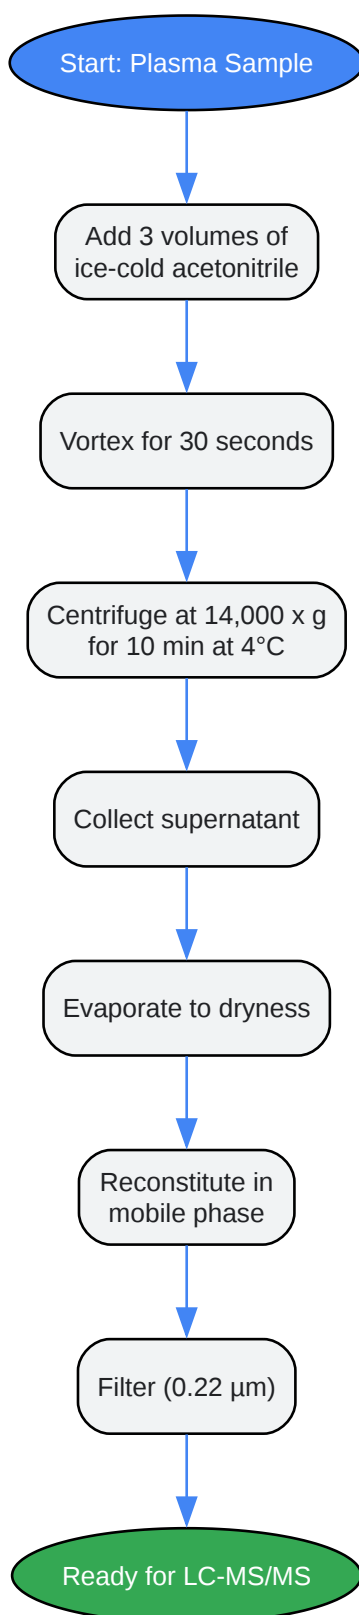 Start: Plasma Sample
Add 3 volumes of
ice-cold acetonitrile
Vortex for 30 seconds
Centrifuge at 14,000 x g
for 10 min at 4°C
Collect supernatant
Evaporate to dryness
Reconstitute in
mobile phase
Filter (0.22 µm)
Ready for LC-MS/MS